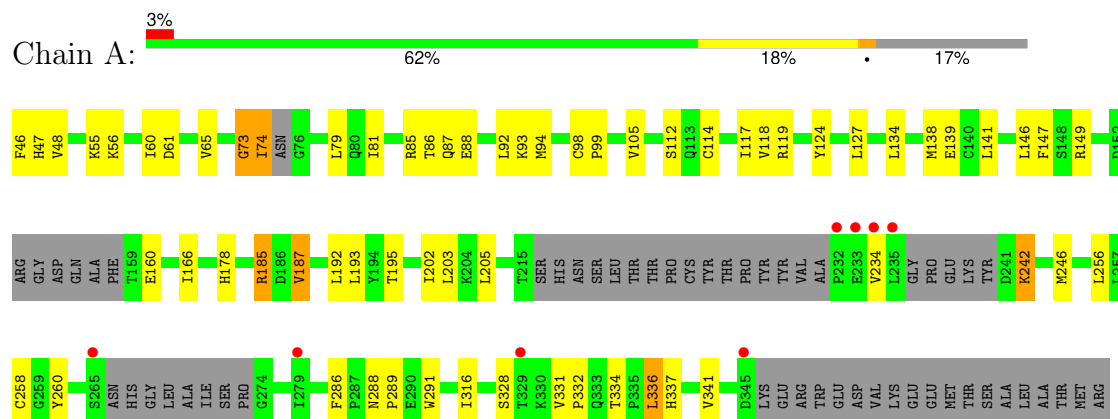 3%
Chain A:
62% 18% • 17%
F46 H47 V48 K55 K56 I60 D61 V65 G73 I74 ASN G76 L79 Q80 I81 R85 T86 Q87 E88 L92 K93 M94 C98 P99 V105 S112 Q113 C114 I117 V118 R119 Y124 L127 L134 M138 E139 C140 L141 L146 F147 S148 R149 D152
ARG GLY ASP GLN ALA PHE T159 E160 I166 H178 R185 D186 V187 L192 L193 Y194 T195 I202 L203 K204 L205 T215 SER HIS ASN SER LEU THR THR PRO CYS TYR THR PRO TYR TYR VAL ALA P232 E233 V234 L235 GLY PRO GLU LYS TYR D241 K242 M246 L256 L257
C258 G259 Y260 S265 ASN HIS GLY LEU ALA ILE SER PRO G274 I279 F286 P287 N288 P289 E290 W291 I316 S328 T329 K330 V331 P332 Q333 T334 P335 L336 H337 V341 D345 LYS GLU ARG TRP GLU ASP VAL LYS GLU GLU MET THR SER ALA LEU ALA THR MET ARG